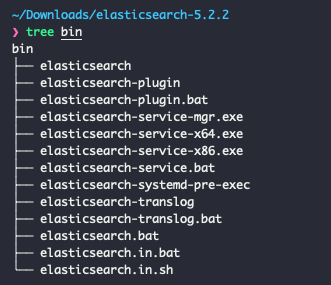 ~/Downloads/elasticsearch-5.2.2
❯ tree bin
bin
├── elasticsearch
├── elasticsearch-plugin
├── elasticsearch-plugin.bat
├── elasticsearch-service-mgr.exe
├── elasticsearch-service-x64.exe
├── elasticsearch-service-x86.exe
├── elasticsearch-service.bat
├── elasticsearch-systemd-pre-exec
├── elasticsearch-translog
├── elasticsearch-translog.bat
├── elasticsearch.bat
├── elasticsearch.in.bat
└── elasticsearch.in.sh